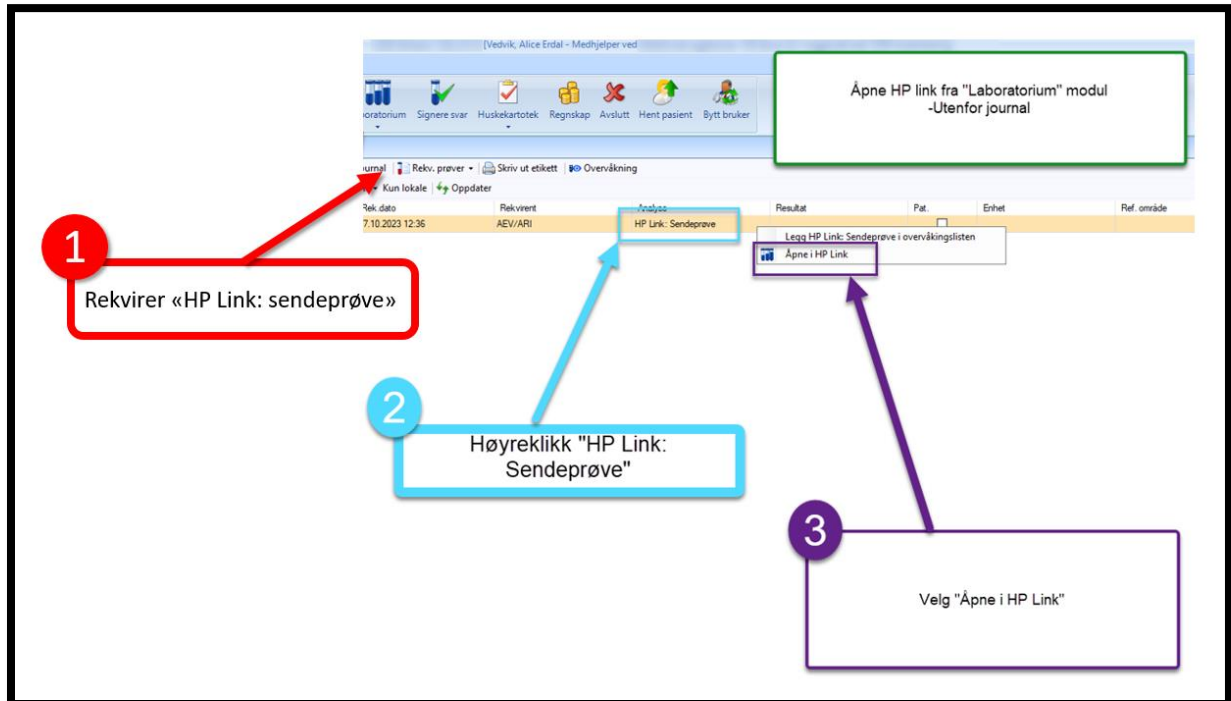 [Vedvik, Alice Erdal - Medhjelper ved
Åpne HP link fra "Laboratorium" modul
-Utenfor journal
oratorium Signere svar Huskekartotek Regnskap Avslutt Hent pasient Bytt bruker
urnal Rekv. prøver Skriv ut etikett Overvåkning
Kun lokale Oppdater
Rek.dato Rekvirent Analyse Resultat Pat. Enhet Ref. område
7.10.2023 12:36 AEV/ARI HP Link: Sendeprøve
Legg HP Link: Sendeprøve i overvåkingslisten
Åpne i HP Link
1
Rekvirer «HP Link: sendeprøve»
2
Høyreklikk "HP Link:
Sendeprøve"
3
Velg "Åpne i HP Link"